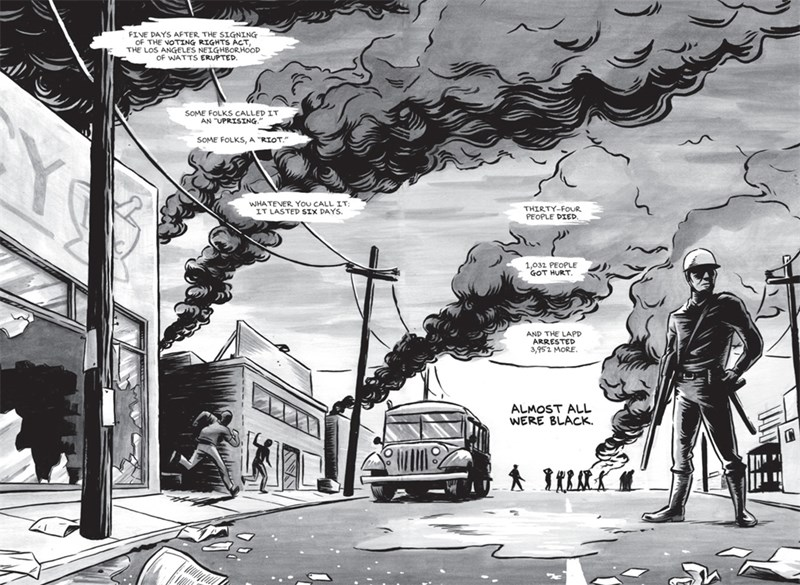 FIVE DAYS AFTER THE SIGNING
OF THE VOTING RIGHTS ACT,
THE LOS ANGELES NEIGHBORHOOD
OF WATTS ERUPTED.
SOME FOLKS CALLED IT
AN "UPRISING."
SOME FOLKS, A "RIOT."
WHATEVER YOU CALL IT:
IT LASTED SIX DAYS.
THIRTY-FOUR
PEOPLE DIED.
1,032 PEOPLE
GOT HURT.
AND THE LAPD
ARRESTED
3,952 MORE.
ALMOST ALL
WERE BLACK.
CY